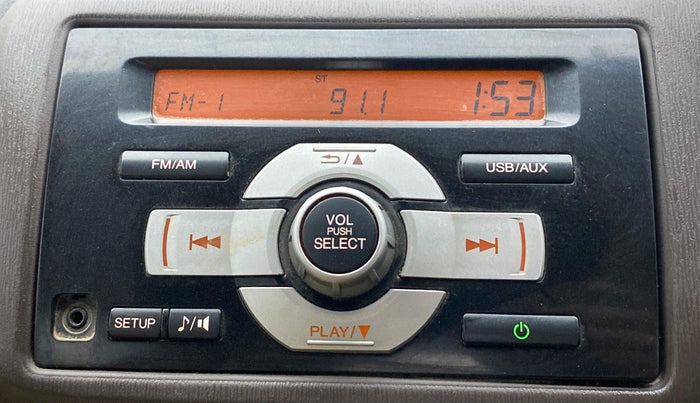 ST
FM-1 91.1 1:53
FM/AM
USB/AUX
VOL
PUSH
SELECT
SETUP
PLAY/